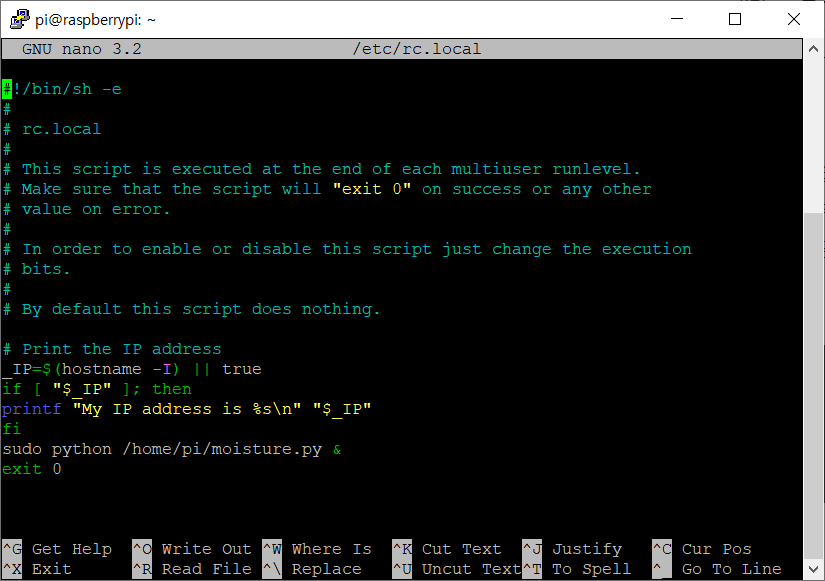 pi@raspberrypi: ~
GNU nano 3.2 /etc/rc.local
#!/bin/sh -e
#
# rc.local
#
# This script is executed at the end of each multiuser runlevel.
# Make sure that the script will "exit 0" on success or any other
# value on error.
#
# In order to enable or disable this script just change the execution
# bits.
#
# By default this script does nothing.
# Print the IP address
_IP=$(hostname -I) || true
if [ "$_IP" ]; then
printf "My IP address is %s\n" "$_IP"
fi
sudo python /home/pi/moisture.py &
exit 0
^G Get Help ^O Write Out ^W Where Is ^K Cut Text ^J Justify ^C Cur Pos
^X Exit ^R Read File ^\ Replace ^U Uncut Text ^T To Spell ^_ Go To Line